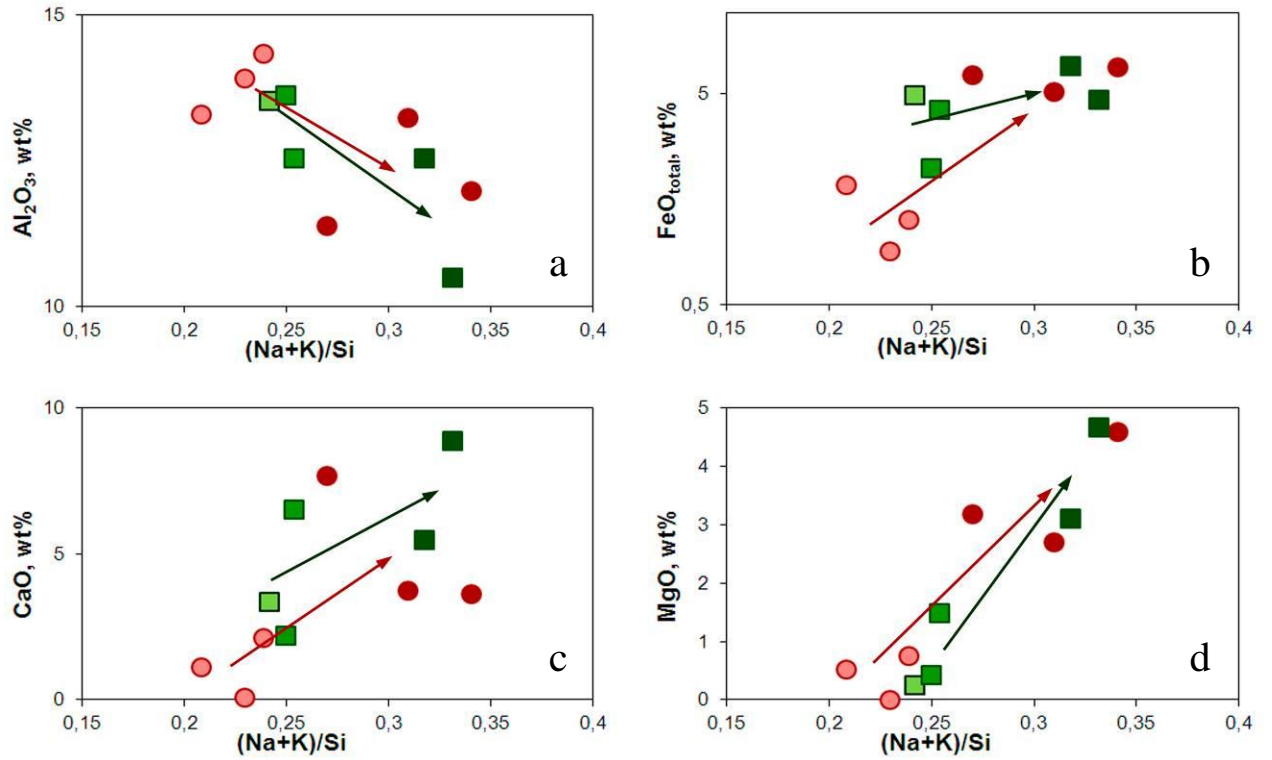 15
Al₂O₃, wt%
a
10
0,15 0,2 0,25 0,3 0,35 0,4
(Na+K)/Si
FeOtotal, wt%
5
b
0,5
0,15 0,2 0,25 0,3 0,35 0,4
(Na+K)/Si
10
CaO, wt%
5
c
0
0,15 0,2 0,25 0,3 0,35 0,4
(Na+K)/Si
5
4
MgO, wt%
3
2
1
d
0
0,15 0,2 0,25 0,3 0,35 0,4
(Na+K)/Si